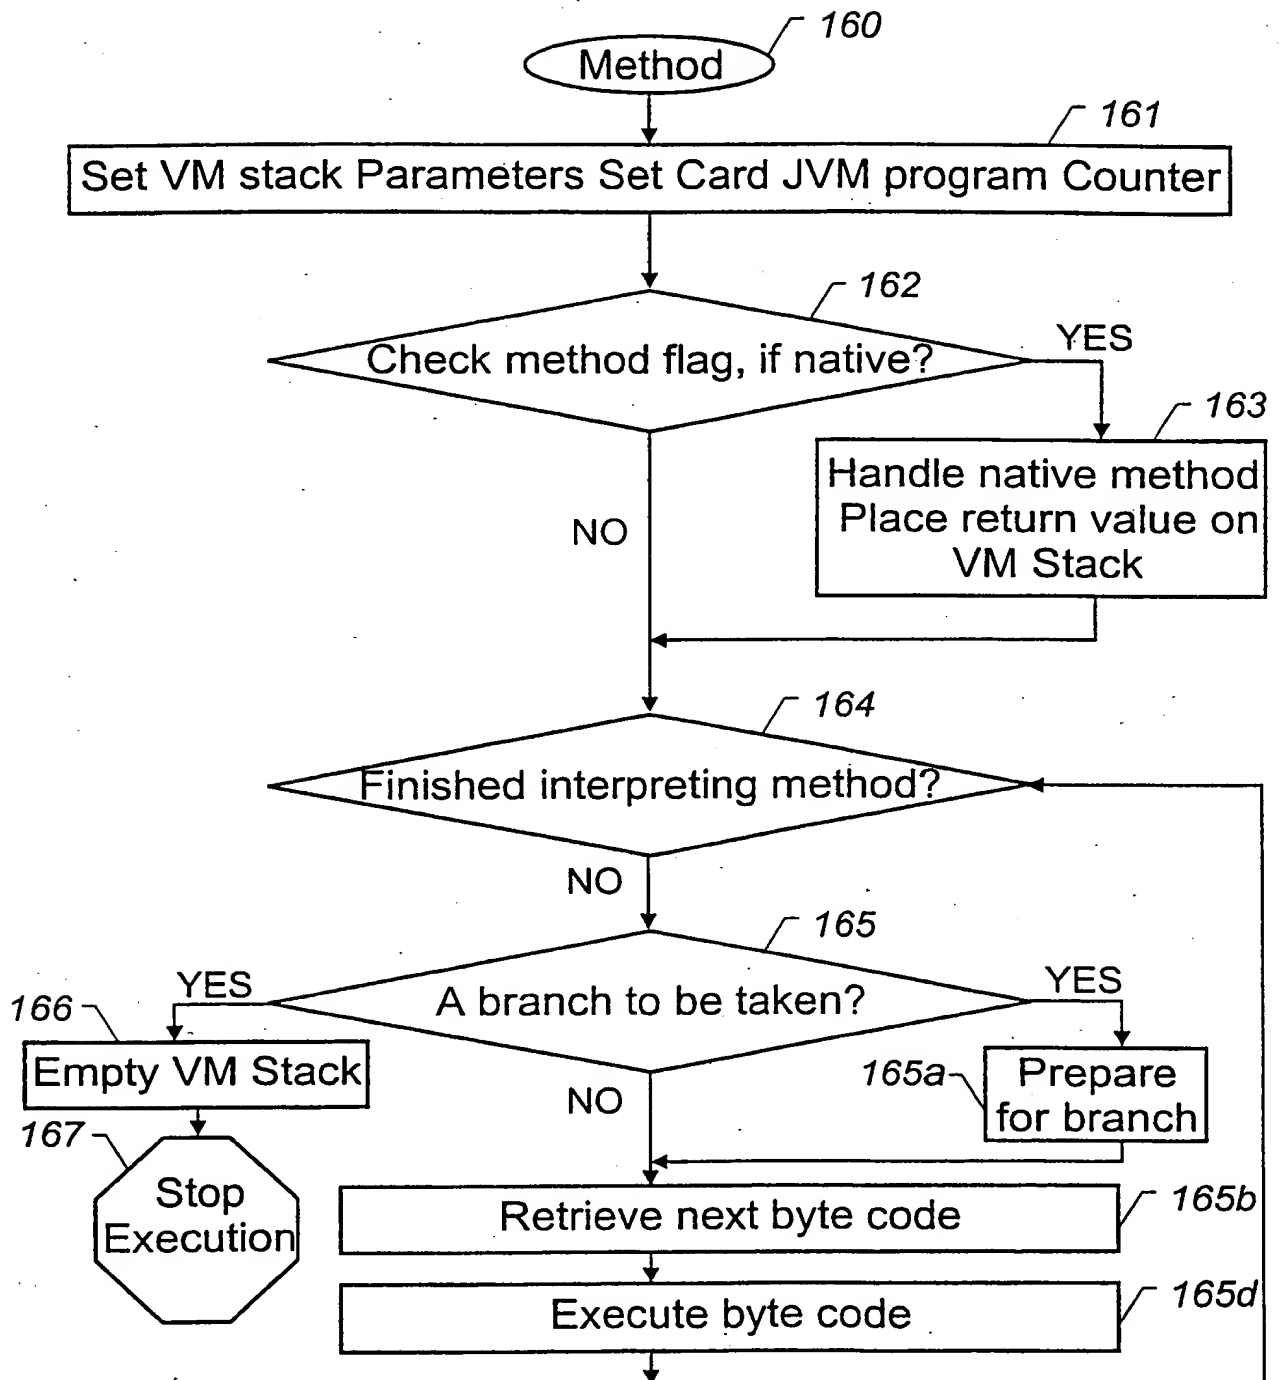 160
Method
161
Set VM stack Parameters Set Card JVM program Counter
162
Check method flag, if native?
YES
163
Handle native method
Place return value on
VM Stack
NO
164
Finished interpreting method?
NO
165
YES
A branch to be taken?
YES
166
Empty VM Stack
165a
Prepare
for branch
NO
167
Stop
Execution
Retrieve next byte code
165b
Execute byte code
165d